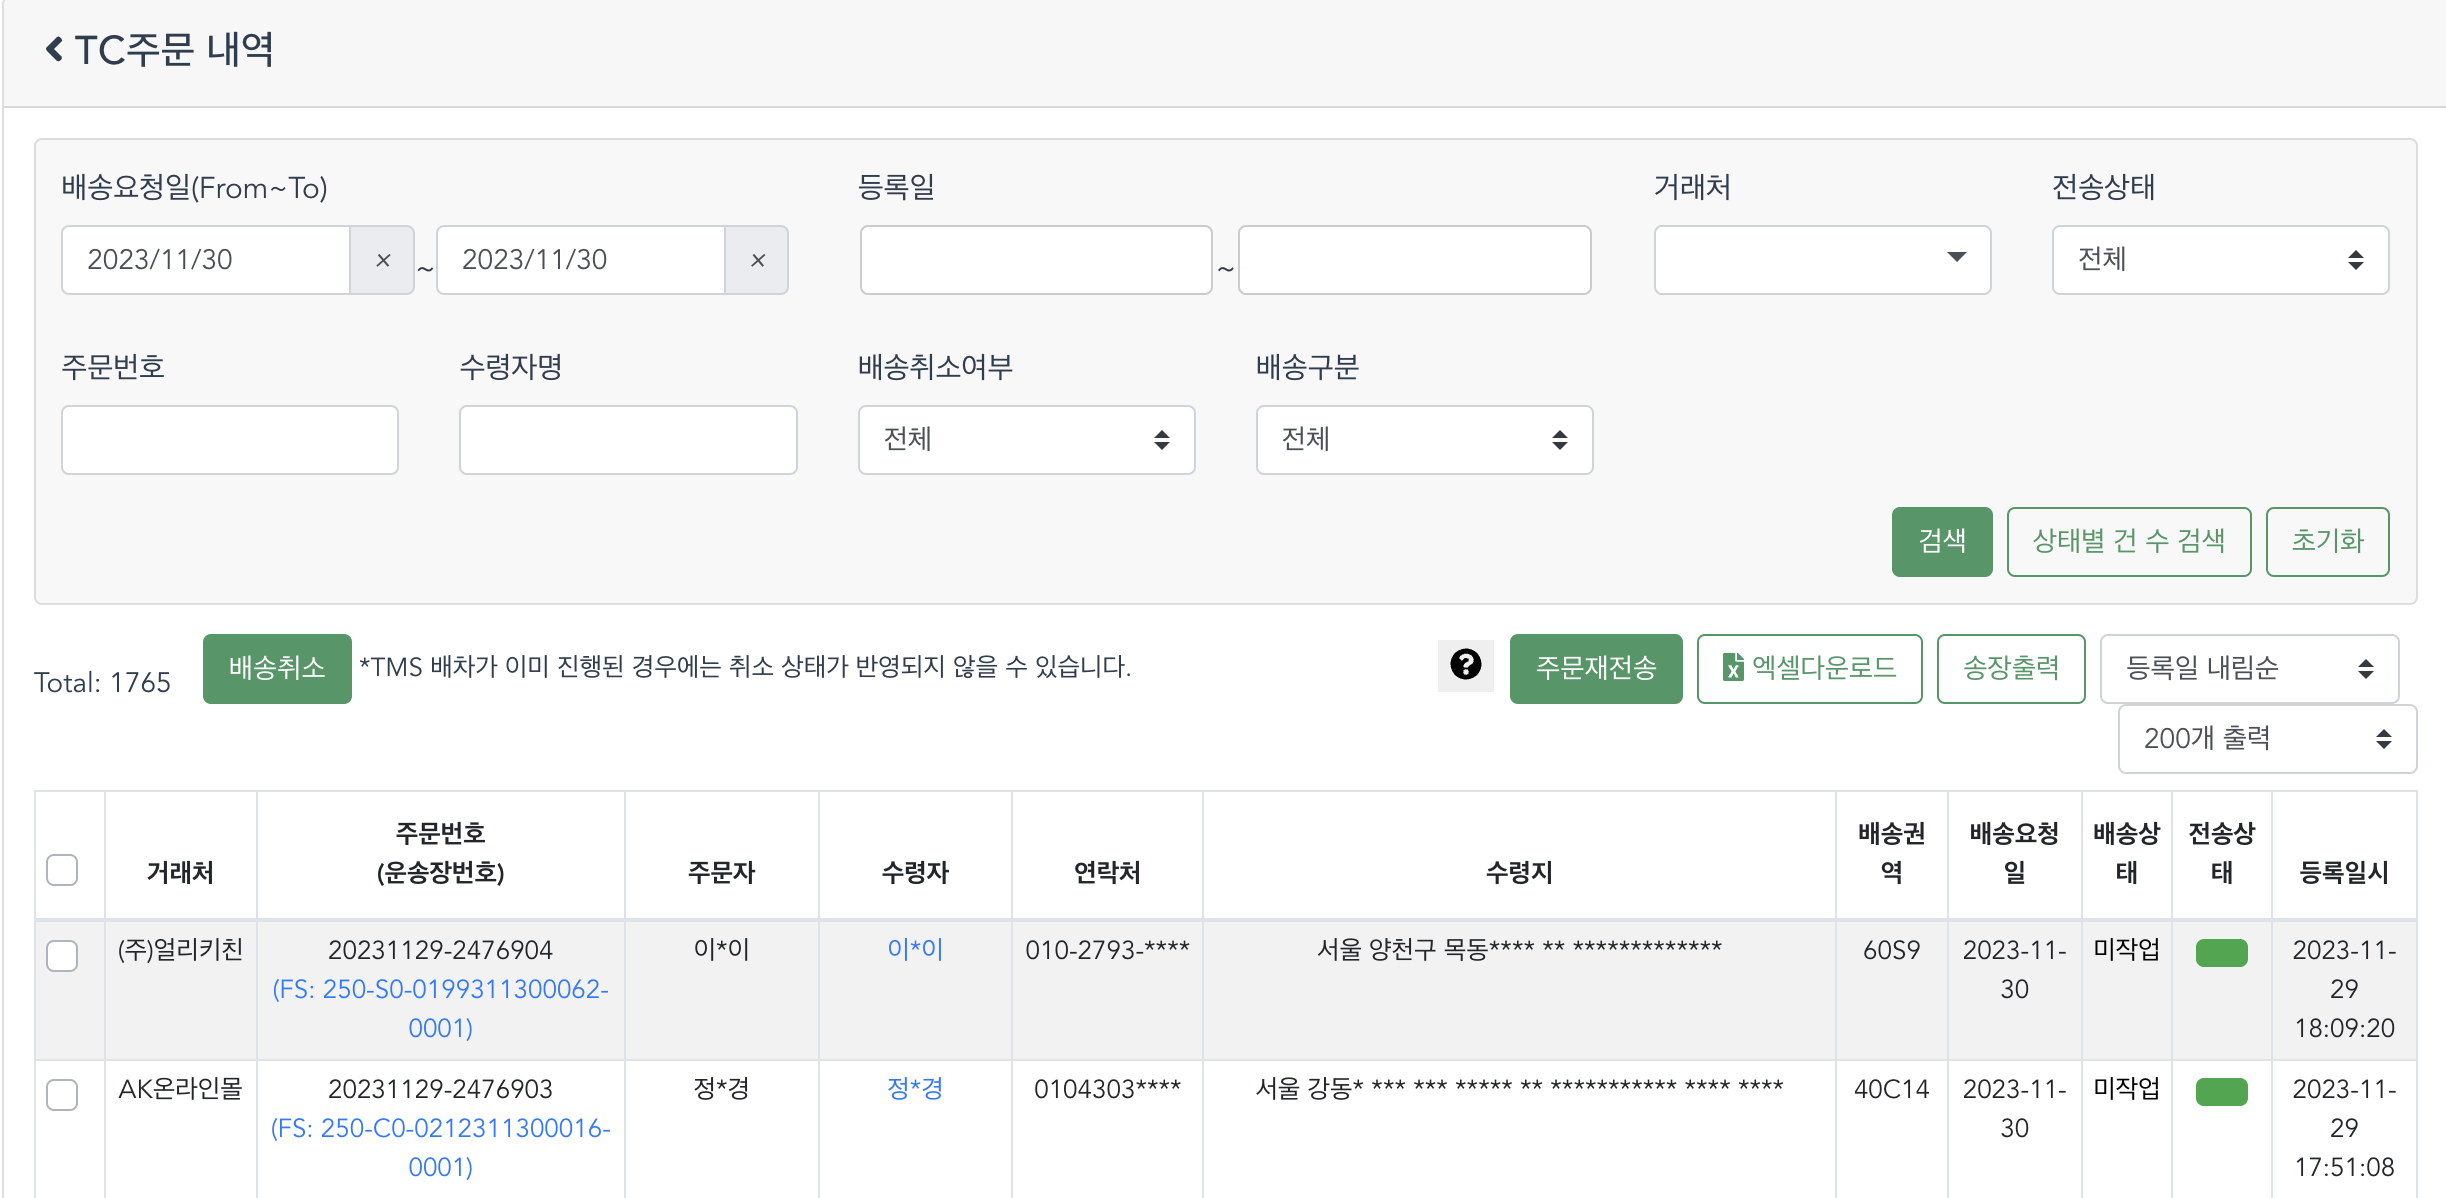 TC주문 내역
배송요청일(From~To) 등록일 거래처 전송상태
2023/11/30 × ~ 2023/11/30 × ~ 전체
주문번호 수령자명 배송취소여부 배송구분
전체 전체
검색 상태별 건 수 검색 초기화
Total: 1765 배송취소 *TMS 배차가 이미 진행된 경우에는 취소 상태가 반영되지 않을 수 있습니다. ? 주문재전송 엑셀다운로드 송장출력 등록일 내림순
200개 출력
주문번호 배송권 배송요청 배송상 전송상
거래처 (운송장번호) 주문자 수령자 연락처 수령지 역 일 태 태 등록일시
(주)얼리키친 20231129-2476904 이*이 이*이 010-2793-**** 서울 양천구 목동**** ** ************* 60S9 2023-11- 미작업 2023-11-
(FS: 250-S0-0199311300062- 30 29
0001) 18:09:20
AK온라인몰 20231129-2476903 정*경 정*경 0104303**** 서울 강동* *** *** ***** ** *********** **** **** 40C14 2023-11- 미작업 2023-11-
(FS: 250-C0-0212311300016- 30 29
0001) 17:51:08